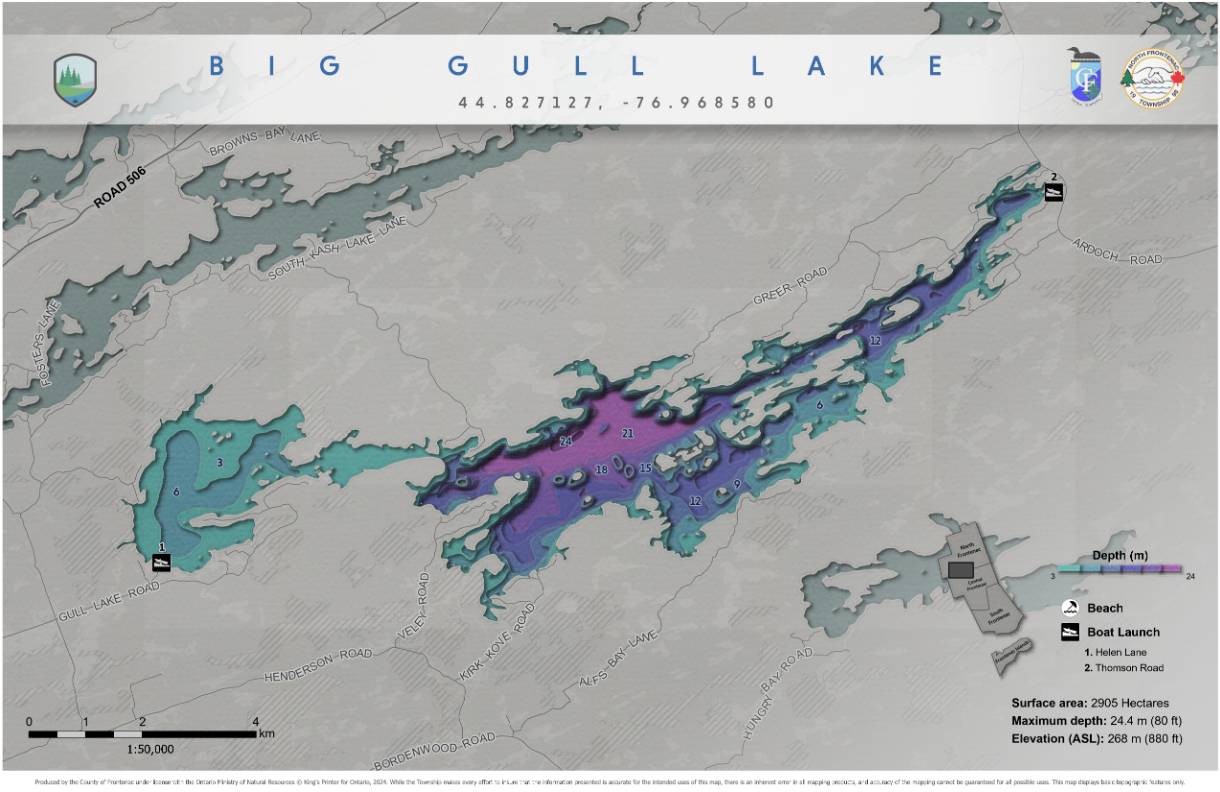 BIG GULL LAKE
44.827127, -76.968580
NORTH FRONTENAC
19 TOWNSHIP 98
CF
BROWNS BAY LANE
ROAD 506
SOUTH KASH LAKE LANE
FOSTERS LANE
2
ARDOCH ROAD
GREER ROAD
12
6
24
21
3
18
15
6
9
12
1
GULL LAKE ROAD
VELEY ROAD
KIRK KOVE ROAD
HENDERSON ROAD
ALFS BAY LAWE
HUNGRY BAY ROAD
BORDENWOOD ROAD
North Frontenac
Central Frontenac
South Frontenac
Frontenac Islands
Depth (m)
3 24
Beach
Boat Launch
1. Helen Lane
2. Thomson Road
Surface area: 2905 Hectares
Maximum depth: 24.4 m (80 ft)
Elevation (ASL): 268 m (880 ft)
0 1 2 4
km
1:50,000
Produced by the County of Frontenac under license with the Ontario Ministry of Natural Resources © King's Printer for Ontario, 2024. While the Township makes every effort to insure that the information presented is accurate for the intended uses of this map, there is an inherent error in all mapping products, and accuracy of the mapping cannot be guaranteed for all possible uses. This map displays basic topographic features only.